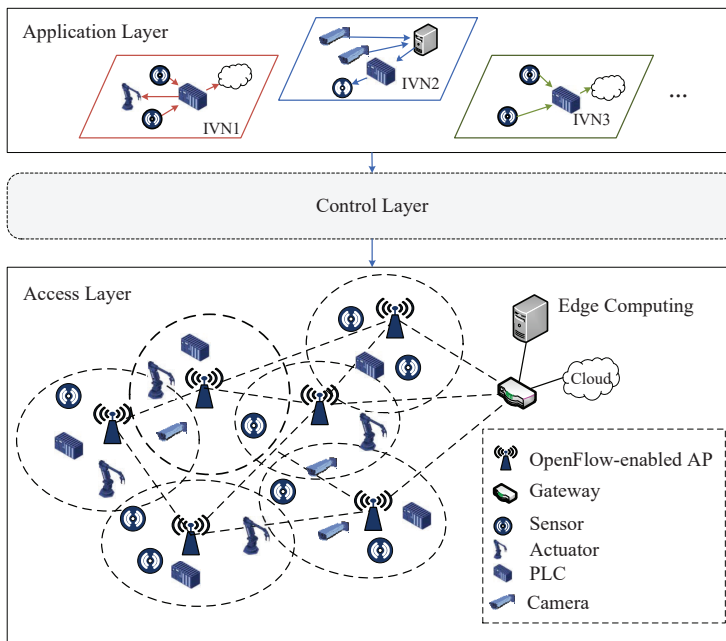 Application Layer
IVN1
IVN2
IVN3
...
Control Layer
Access Layer
Edge Computing
Cloud
OpenFlow-enabled AP
Gateway
Sensor
Actuator
PLC
Camera